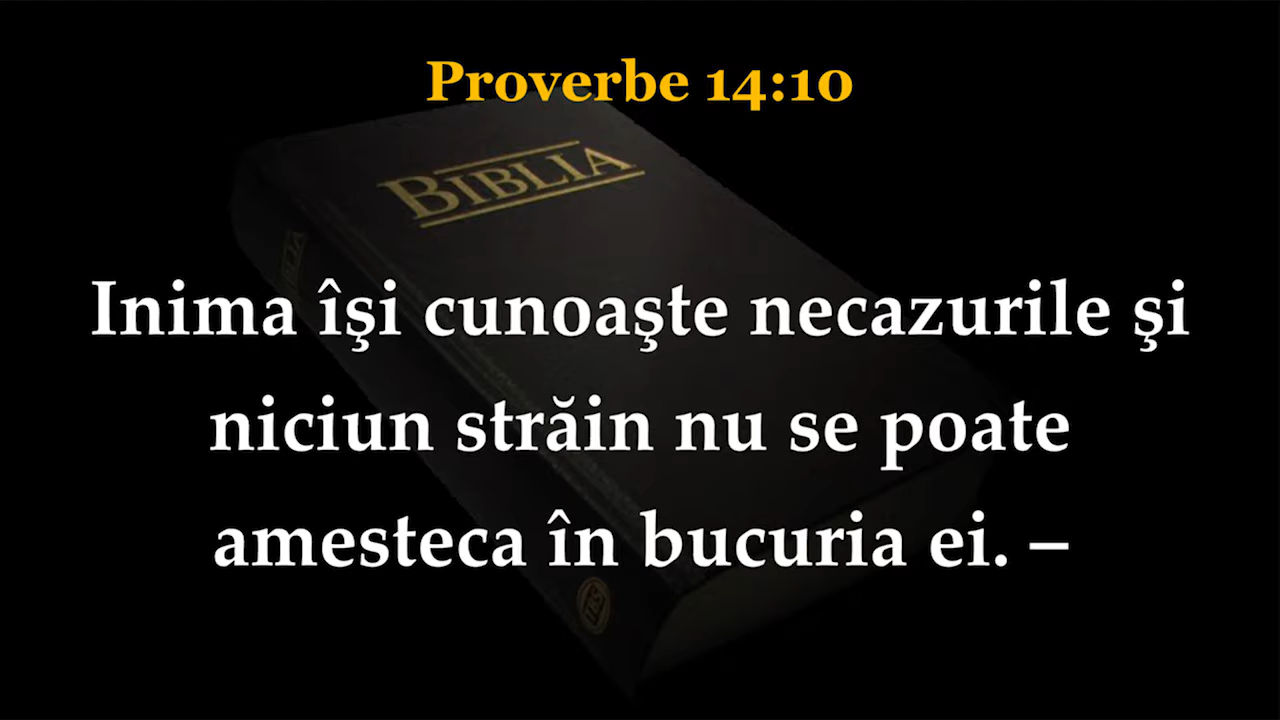 Proverbe 14:10
BIBLIA
Inima îşi cunoaşte necazurile şi
niciun străin nu se poate
amesteca în bucuria ei. –